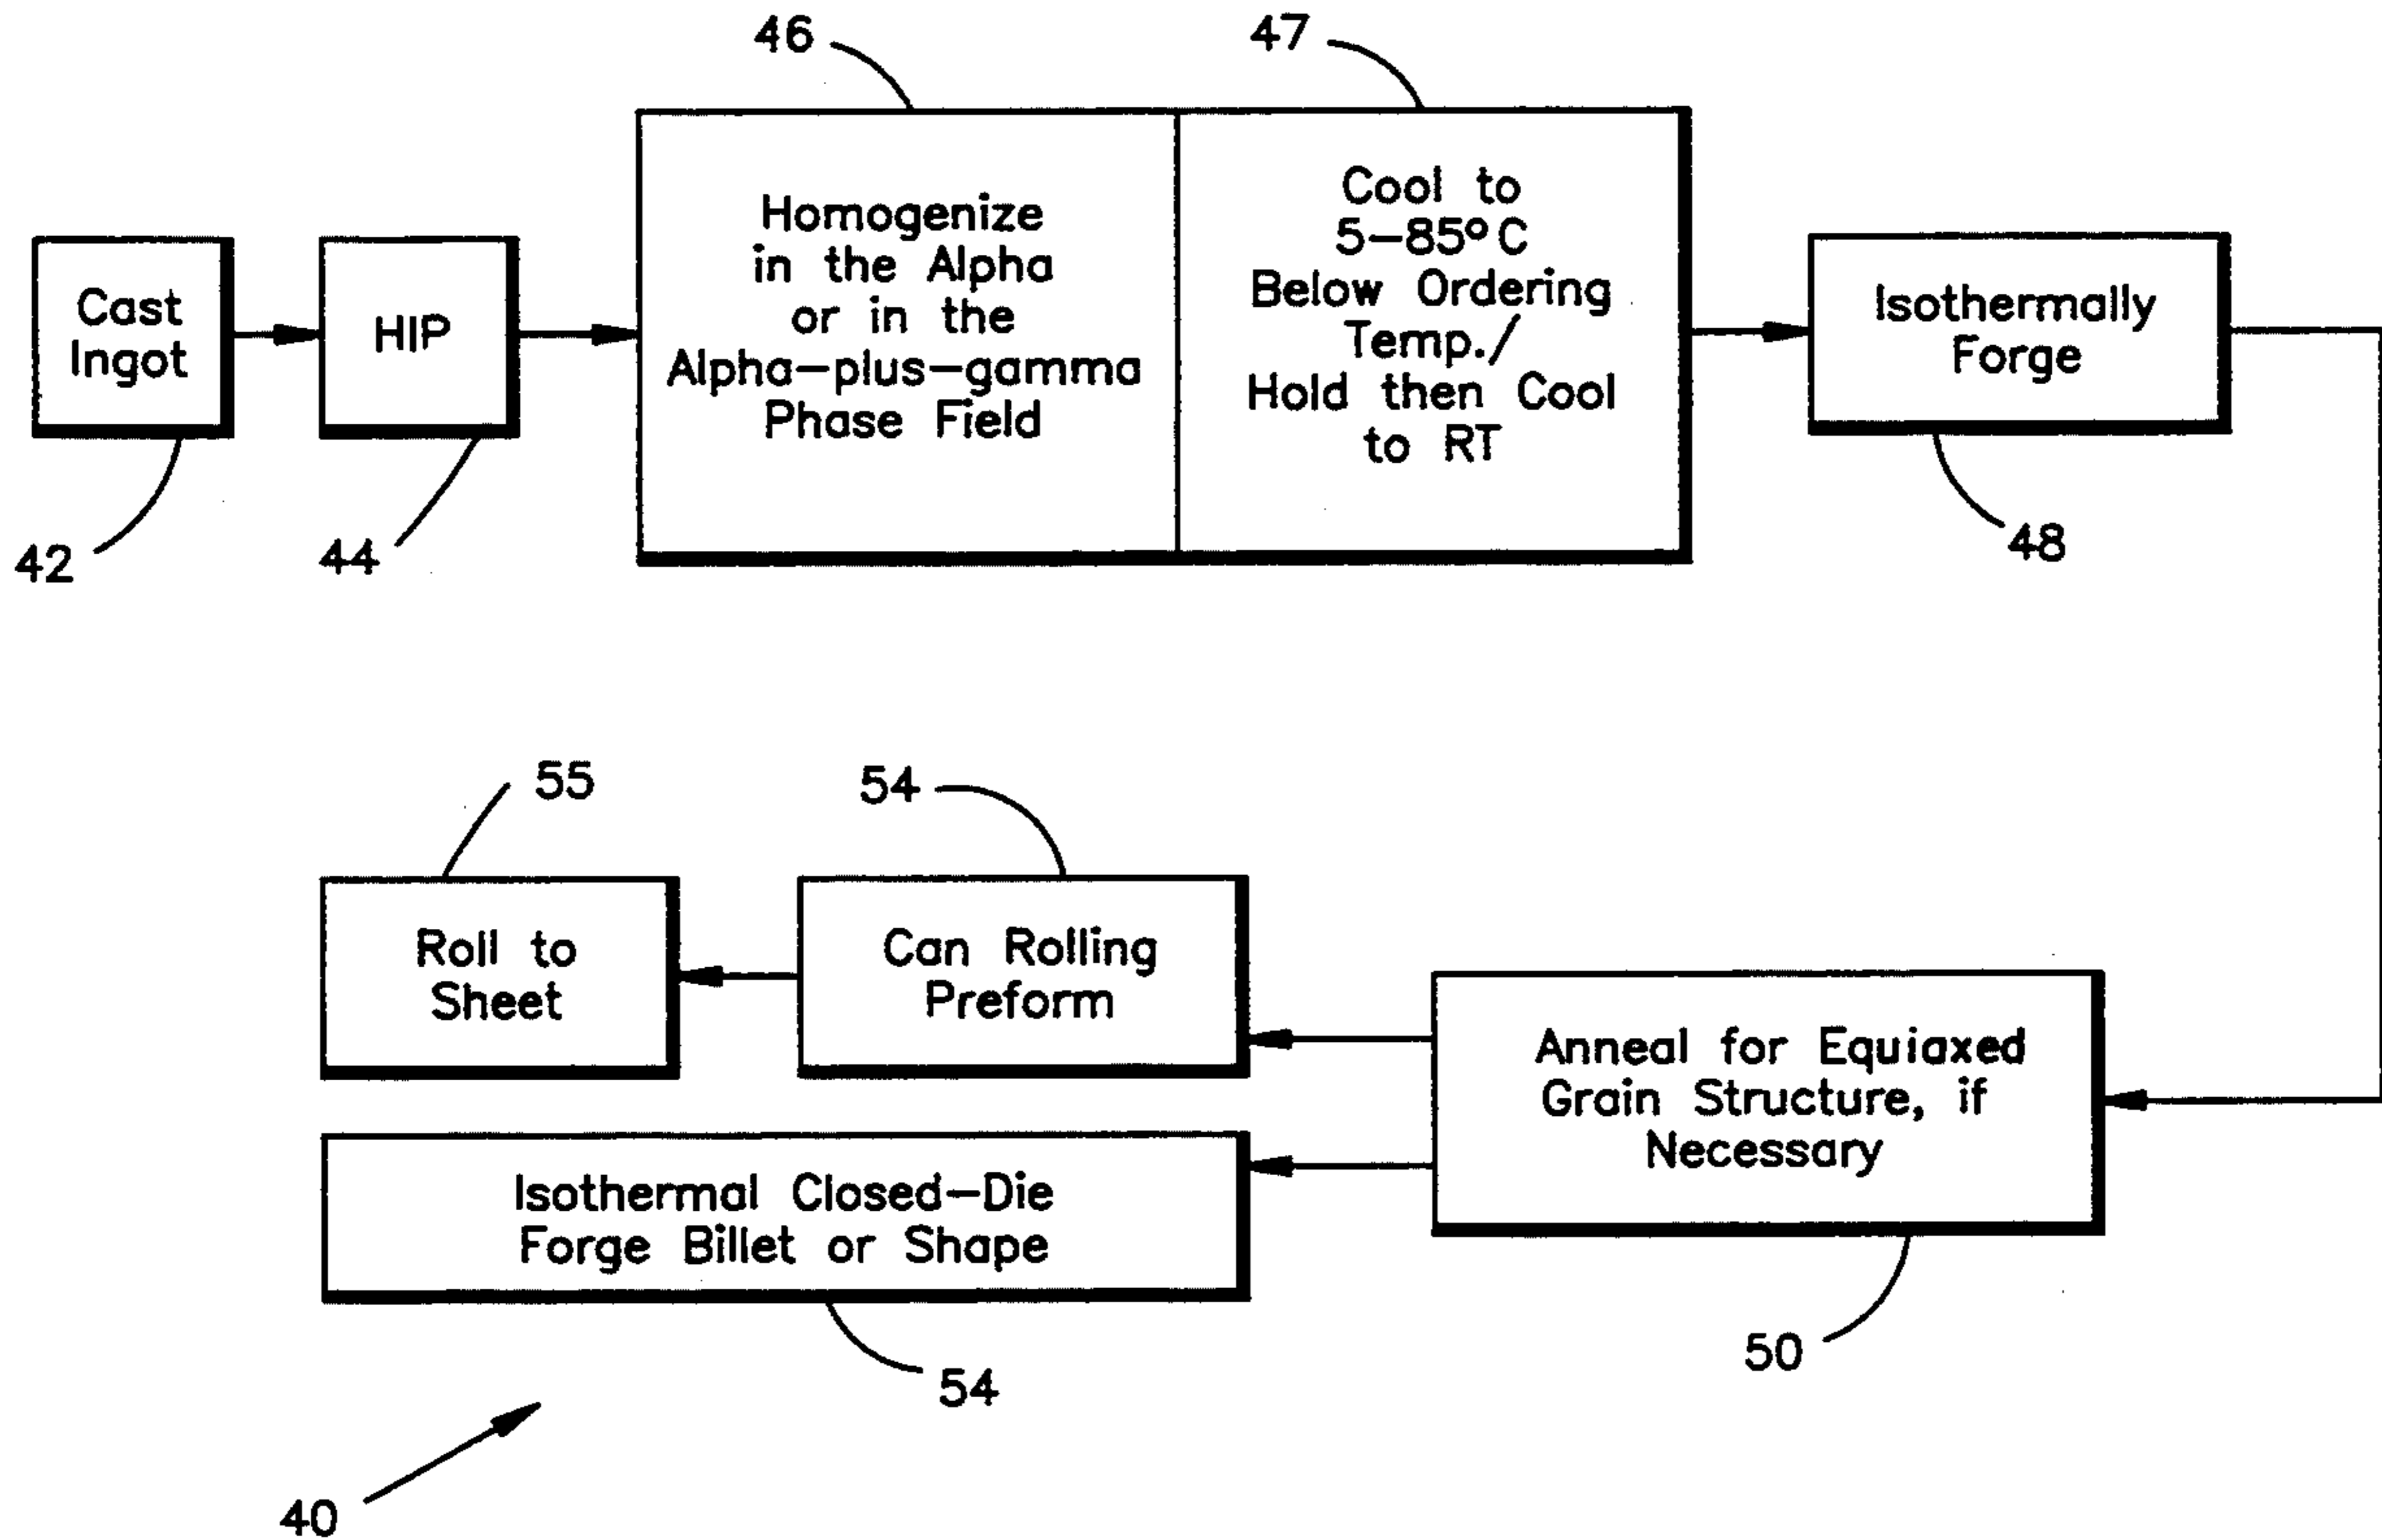 46
47
Cast
Ingot
HIP
Homogenize
in the Alpha
or in the
Alpha-plus-gamma
Phase Field
Cool to
5-85°C
Below Ordering
Temp./
Hold then Cool
to RT
Isothermally
Forge
42
44
48
55
54
Roll to
Sheet
Can Rolling
Preform
Anneal for Equiaxed
Grain Structure, if
Necessary
Isothermal Closed-Die
Forge Billet or Shape
50
54
40